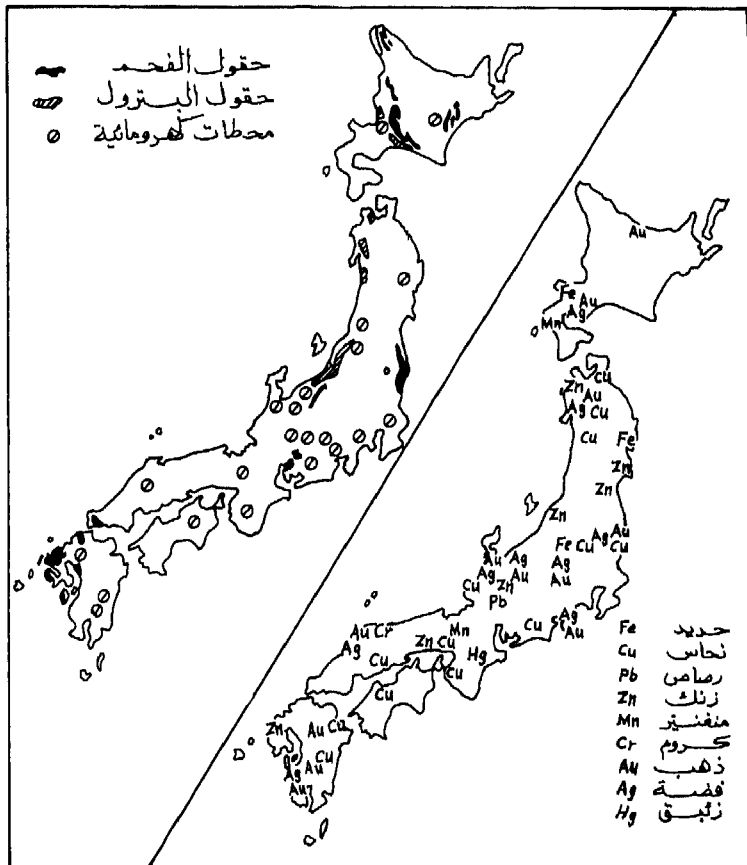 حقول الفحم
حقول البترول
محطات كهرومائية
Au
Fe
Au
Ag
Mn
Cu
Zn
Au
Ag
Cu
Cu
Fe
Zn
Zn
Zn
Au
Ag
Cu
Fe
Cu
Au
Ag
Ag
Ag
Au
Cu
Zn
Au
Pb
Ag
Cu
Au
Au
Cr
Mn
Ag
Zn
Cu
Cu
Hg
Cu
Cu
Zn
Au
Cu
Cu
Ag
Au
Au
Fe حديد
Cu نحاس
Pb رصاص
Zn زنك
Mn منغنيز
Cr كروم
Au ذهب
Ag فضة
Hg زئبق